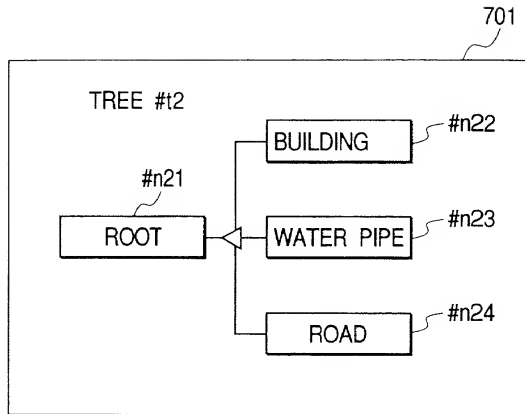 701
TREE #t2
#n22
BUILDING
#n21
#n23
ROOT
WATER PIPE
#n24
ROAD